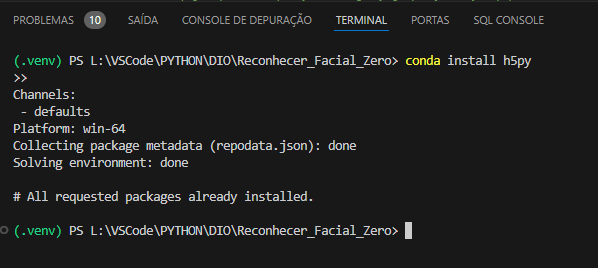 PROBLEMAS 10 SAÍDA CONSOLE DE DEPURAÇÃO TERMINAL PORTAS SQL CONSOLE
(.venv) PS L:\VSCode\PYTHON\DIO\Reconhecer_Facial_Zero> conda install h5py
>>
Channels:
 - defaults
Platform: win-64
Collecting package metadata (repodata.json): done
Solving environment: done
# All requested packages already installed.
(.venv) PS L:\VSCode\PYTHON\DIO\Reconhecer_Facial_Zero>